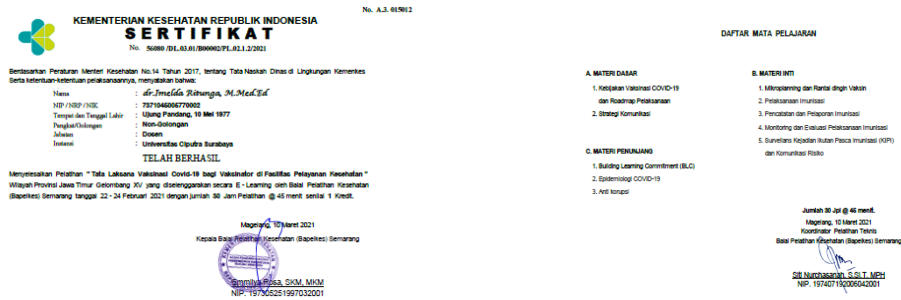 No. A.3. 015012
KEMENTERIAN KESEHATAN REPUBLIK INDONESIA
SERTIFIKAT
No. 56080 /DL.03.01/B00002/PL.02.1.2/2021
Berdasarkan Peraturan Menteri Kesehatan No.14 Tahun 2017, tentang Tata Naskah Dinas di Lingkungan Kemenkes
Serta ketentuan-ketentuan pelaksanaannya, menyatakan bahwa:
Nama : dr.Imelda Ritunga, M.Med.Ed
NIP / NRP / NIK : 7371046005770002
Tempat dan Tanggal Lahir : Ujung Pandang, 10 Mei 1977
Pangkat/Golongan : Non-Golongan
Jabatan : Dosen
Instansi : Universitas Ciputra Surabaya
TELAH BERHASIL
Menyelesaikan Pelatihan " Tata Laksana Vaksinasi Covid-19 bagi Vaksinator di Fasilitas Pelayanan Kesehatan "
Wilayah Provinsi Jawa Timur Gelombang XV yang diselenggarakan secara E - Learning oleh Balai Pelatihan Kesehatan
(Bapelkes) Semarang tanggal 22 - 24 Februari 2021 dengan jumlah 30 Jam Pelatihan @ 45 menit senilai 1 Kredit.
Magelang, 10 Maret 2021
Kepala Balai Pelatihan Kesehatan (Bapelkes) Semarang
Emmilya Rosa, SKM, MKM
NIP. 197305251997032001
DAFTAR MATA PELAJARAN
A. MATERI DASAR
1. Kebijakan Vaksinasi COVID-19
dan Roadmap Pelaksanaan
2. Strategi Komunikasi
C. MATERI PENUNJANG
1. Building Learning Commitment (BLC)
2. Epidemiologi COVID-19
3. Anti korupsi
B. MATERI INTI
1. Mikroplanning dan Rantai dingin Vaksin
2. Pelaksanaan Imunisasi
3. Pencatatan dan Pelaporan Imunisasi
4. Monitoring dan Evaluasi Pelaksanaan Imunisasi
5. Surveilans Kejadian Ikutan Pasca Imunisasi (KIPI)
dan Komunikasi Risiko
Jumlah 30 Jpl @ 45 menit.
Magelang, 10 Maret 2021
Koordinator Pelatihan Teknis
Balai Pelatihan Kesehatan (Bapelkes) Semarang
Siti Nurchasanah, S.Si.T, MPH
NIP. 197407192006042001